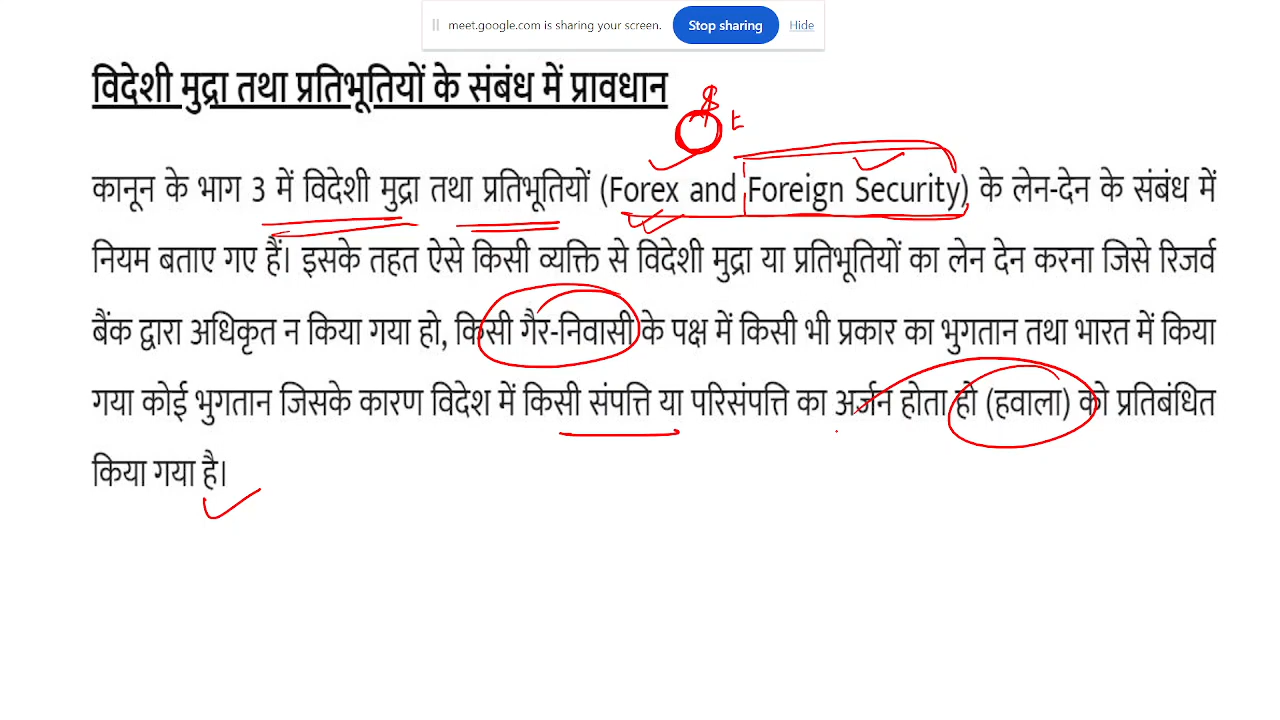 meet.google.com is sharing your screen. Stop sharing Hide
विदेशी मुद्रा तथा प्रतिभूतियों के संबंध में प्रावधान
$ t
कानून के भाग 3 में विदेशी मुद्रा तथा प्रतिभूतियों (Forex and Foreign Security) के लेन-देन के संबंध में
नियम बताए गए हैं। इसके तहत ऐसे किसी व्यक्ति से विदेशी मुद्रा या प्रतिभूतियों का लेन देन करना जिसे रिजर्व
बैंक द्वारा अधिकृत न किया गया हो, किसी गैर-निवासी के पक्ष में किसी भी प्रकार का भुगतान तथा भारत में किया
गया कोई भुगतान जिसके कारण विदेश में किसी संपत्ति या परिसंपत्ति का अर्जन होता हो (हवाला) को प्रतिबंधित
किया गया है।